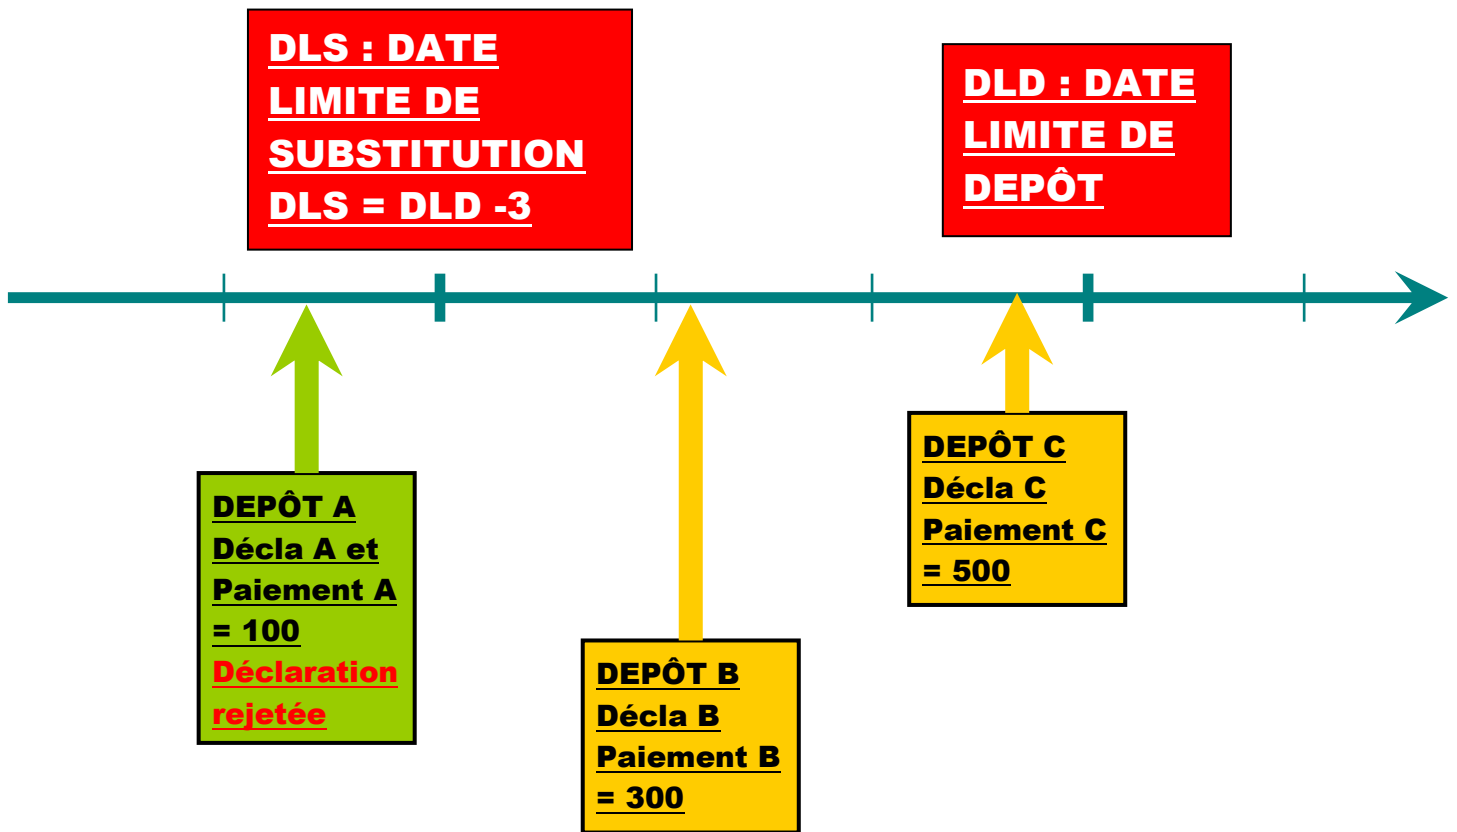 DLS : DATE
LIMITE DE
SUBSTITUTION
DLS = DLD -3
DLD : DATE
LIMITE DE
DEPÔT
DEPÔT A
Décla A et
Paiement A
= 100
Déclaration
rejetée
DEPÔT B
Décla B
Paiement B
= 300
DEPÔT C
Décla C
Paiement C
= 500